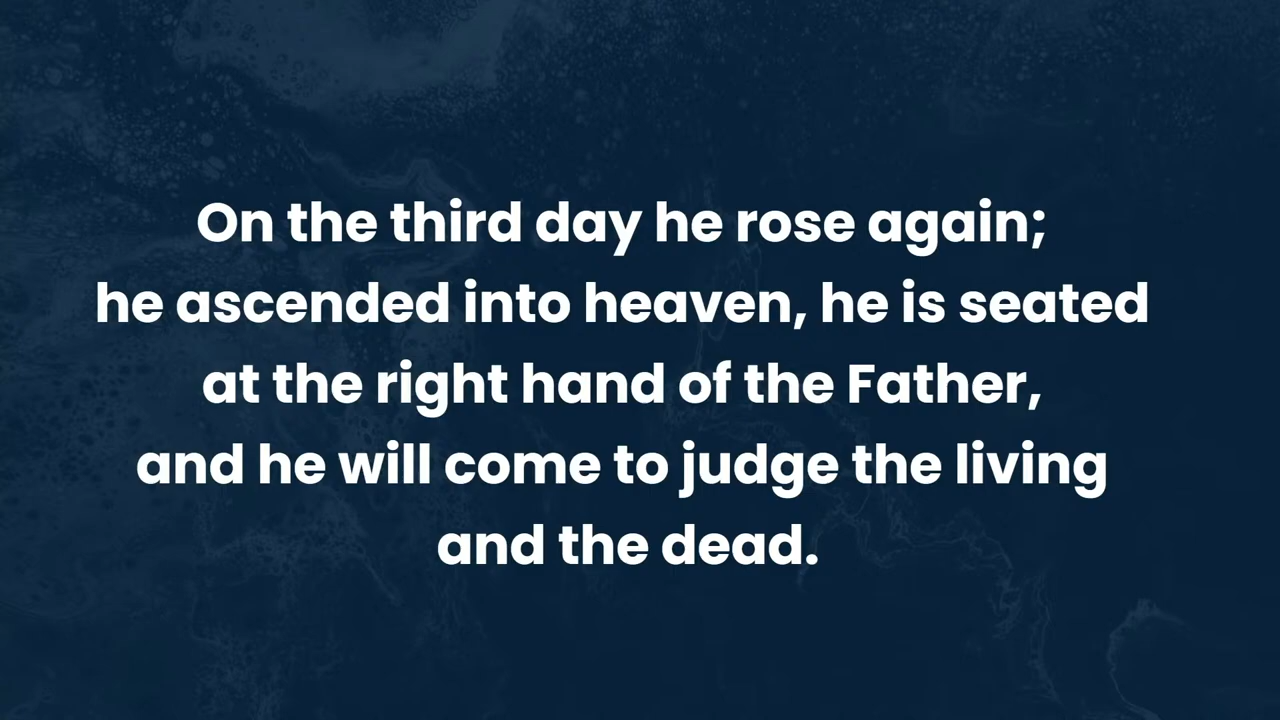 On the third day he rose again;
he ascended into heaven, he is seated
at the right hand of the Father,
and he will come to judge the living
and the dead.